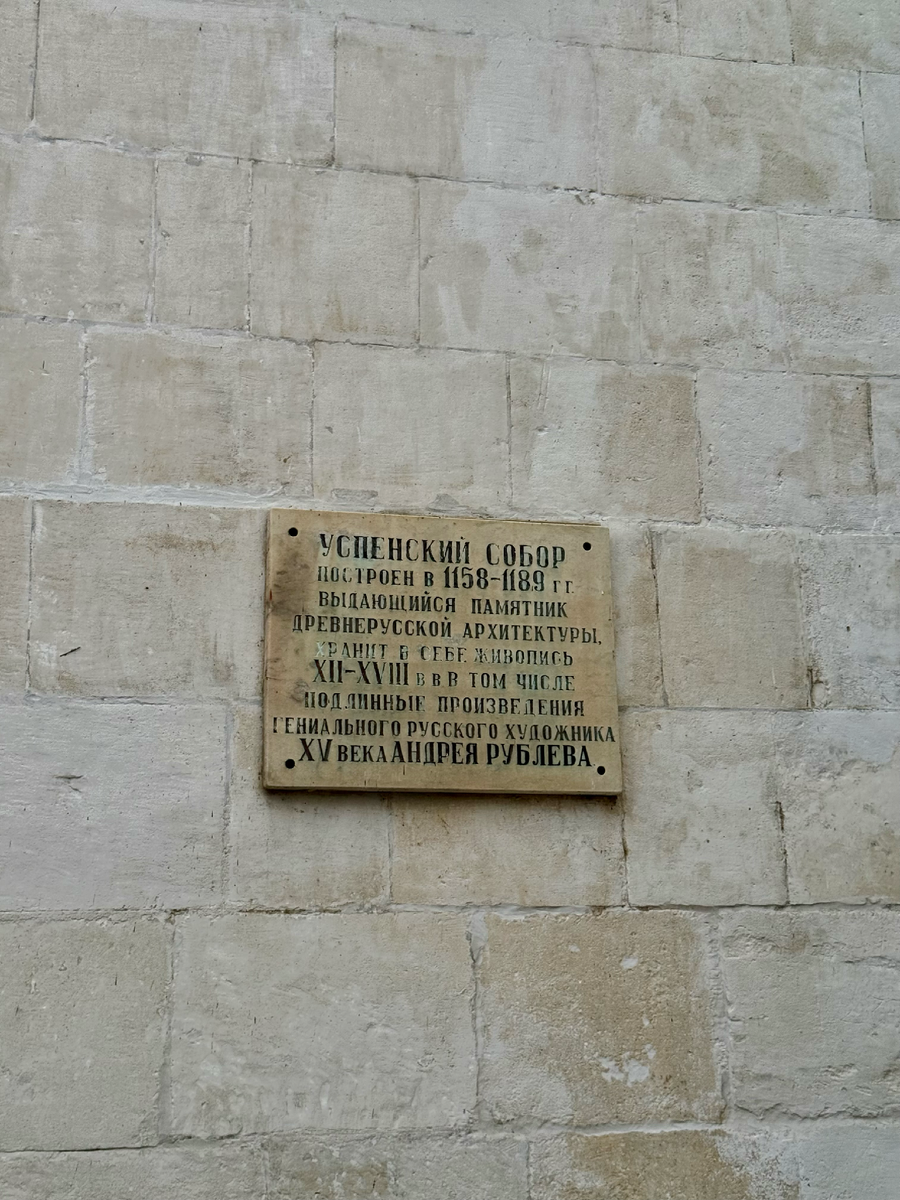 УСПЕНСКИЙ СОБОР
ПОСТРОЕН В 1158-1189 ГГ.
ВЫДАЮЩИЙСЯ ПАМЯТНИК
ДРЕВНЕРУССКОЙ АРХИТЕКТУРЫ,
ХРАНИТ В СЕБЕ ЖИВОПИСЬ
XII-XVIII В В В ТОМ ЧИСЛЕ
ПОДЛИННЫЕ ПРОИЗВЕДЕНИЯ
ГЕНИАЛЬНОГО РУССКОГО ХУДОЖНИКА
XV ВЕКА АНДРЕЯ РУБЛЕВА.